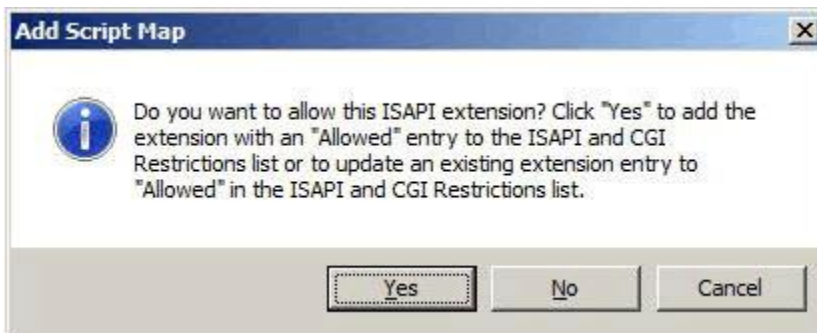 Add Script Map
Do you want to allow this ISAPI extension? Click "Yes" to add the
extension with an "Allowed" entry to the ISAPI and CGI
Restrictions list or to update an existing extension entry to
"Allowed" in the ISAPI and CGI Restrictions list.
Yes No Cancel